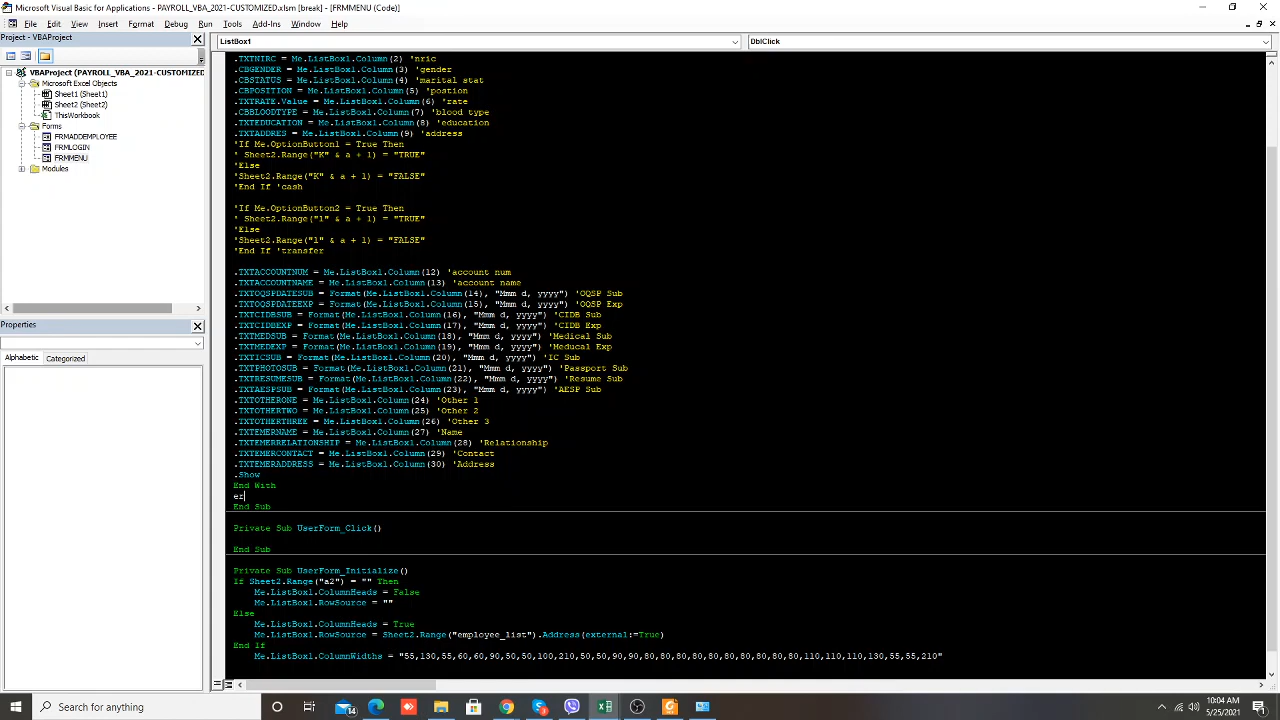 Microsoft Visual Basic for Applications - PAYROLL_VBA_2021-CUSTOMIZED.xlsm [break] - [FRMMENU (Code)]
File Edit View Insert Format Debug Run Tools Add-Ins Window Help
Project - VBAProject
VBAProject (PAYROLL_VBA_2021-CUSTOMIZED
Microsoft Excel Objects
Sheet1 (Sheet1)
Sheet2 (Sheet2)
ThisWorkbook
Forms
FRMADDEMPLOYEE
FRMLOGIN
FRMMENU
Modules
Properties
Alphabetic Categorized
ListBox1 DblClick
.TXTNIRC = Me.ListBox1.Column(2) 'nric
.CBGENDER = Me.ListBox1.Column(3) 'gender
.CBSTATUS = Me.ListBox1.Column(4) 'marital stat
.CBPOSITION = Me.ListBox1.Column(5) 'postion
.TXTRATE.Value = Me.ListBox1.Column(6) 'rate
.CBBLOODTYPE = Me.ListBox1.Column(7) 'blood type
.TXTEDUCATION = Me.ListBox1.Column(8) 'education
.TXTADDRES = Me.ListBox1.Column(9) 'address
'If Me.OptionButton1 = True Then
' Sheet2.Range("K" & a + 1) = "TRUE"
'Else
'Sheet2.Range("K" & a + 1) = "FALSE"
'End If 'cash
'If Me.OptionButton2 = True Then
' Sheet2.Range("l" & a + 1) = "TRUE"
'Else
'Sheet2.Range("l" & a + 1) = "FALSE"
'End If 'transfer
.TXTACCOUNTNUM = Me.ListBox1.Column(12) 'account num
.TXTACCOUNTNAME = Me.ListBox1.Column(13) 'account name
.TXTOQSPDATESUB = Format(Me.ListBox1.Column(14), "Mmm d, yyyy") 'OQSP Sub
.TXTOQSPDATEEXP = Format(Me.ListBox1.Column(15), "Mmm d, yyyy") 'OQSP Exp
.TXTCIDBSUB = Format(Me.ListBox1.Column(16), "Mmm d, yyyy") 'CIDB Sub
.TXTCIDBEXP = Format(Me.ListBox1.Column(17), "Mmm d, yyyy") 'CIDB Exp
.TXTMEDSUB = Format(Me.ListBox1.Column(18), "Mmm d, yyyy") 'Medical Sub
.TXTMEDEXP = Format(Me.ListBox1.Column(19), "Mmm d, yyyy") 'Meducal Exp
.TXTICSUB = Format(Me.ListBox1.Column(20), "Mmm d, yyyy") 'IC Sub
.TXTPHOTOSUB = Format(Me.ListBox1.Column(21), "Mmm d, yyyy") 'Passport Sub
.TXTRESUMESUB = Format(Me.ListBox1.Column(22), "Mmm d, yyyy") 'Resume Sub
.TXTAESPSUB = Format(Me.ListBox1.Column(23), "Mmm d, yyyy") 'AESP Sub
.TXTOTHERONE = Me.ListBox1.Column(24) 'Other 1
.TXTOTHERTWO = Me.ListBox1.Column(25) 'Other 2
.TXTOTHERTHREE = Me.ListBox1.Column(26) 'Other 3
.TXTEMERNAME = Me.ListBox1.Column(27) 'Name
.TXTEMERRELATIONSHIP = Me.ListBox1.Column(28) 'Relationship
.TXTEMERCONTACT = Me.ListBox1.Column(29) 'Contact
.TXTEMERADDRESS = Me.ListBox1.Column(30) 'Address
.Show
End With
er
End Sub
Private Sub UserForm_Click()
End Sub
Private Sub UserForm_Initialize()
If Sheet2.Range("a2") = "" Then
Me.ListBox1.ColumnHeads = False
Me.ListBox1.RowSource = ""
Else
Me.ListBox1.ColumnHeads = True
Me.ListBox1.RowSource = Sheet2.Range("employee_list").Address(external:=True)
End If
Me.ListBox1.ColumnWidths = "55,130,55,60,60,90,50,50,100,210,50,50,90,90,80,80,80,80,80,80,80,80,80,80,110,110,110,130,55,55,210"
Type here to search
14
3
10:04 AM
5/25/2021
1